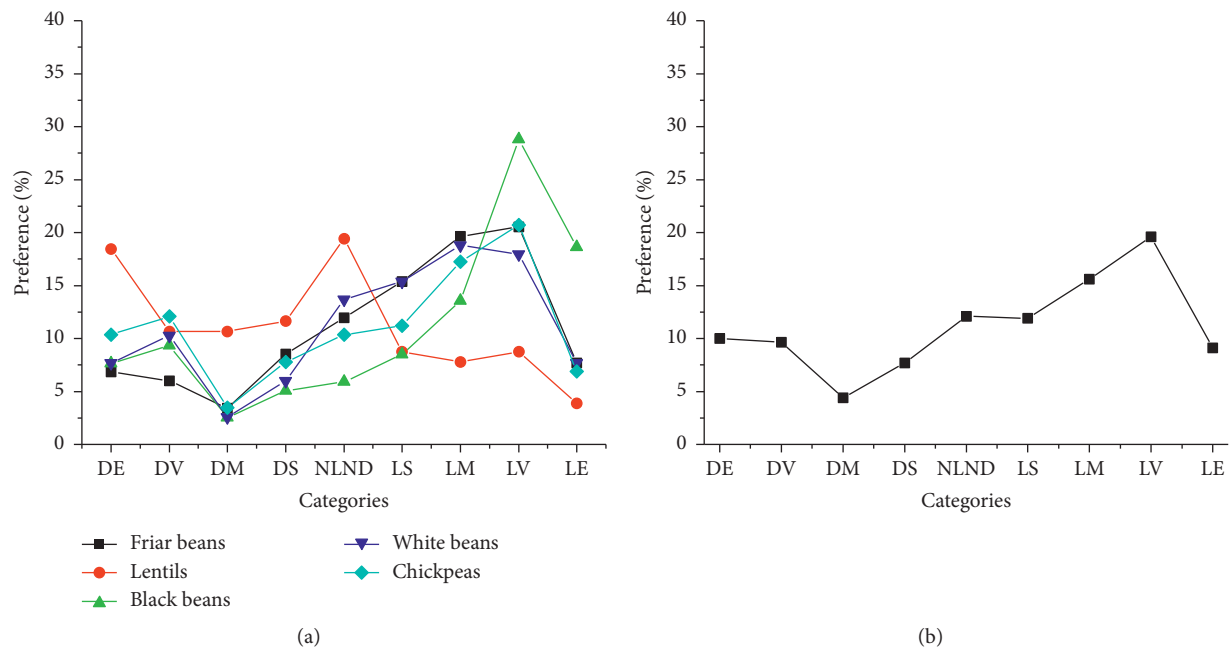 40
35
30
25
20
15
10
5
0
Preference (%)
DE DV DM DS NLND LS LM LV LE
Categories
Friar beans
Lentils
Black beans
White beans
Chickpeas
(a)
40
35
30
25
20
15
10
5
0
Preference (%)
DE DV DM DS NLND LS LM LV LE
Categories
(b)